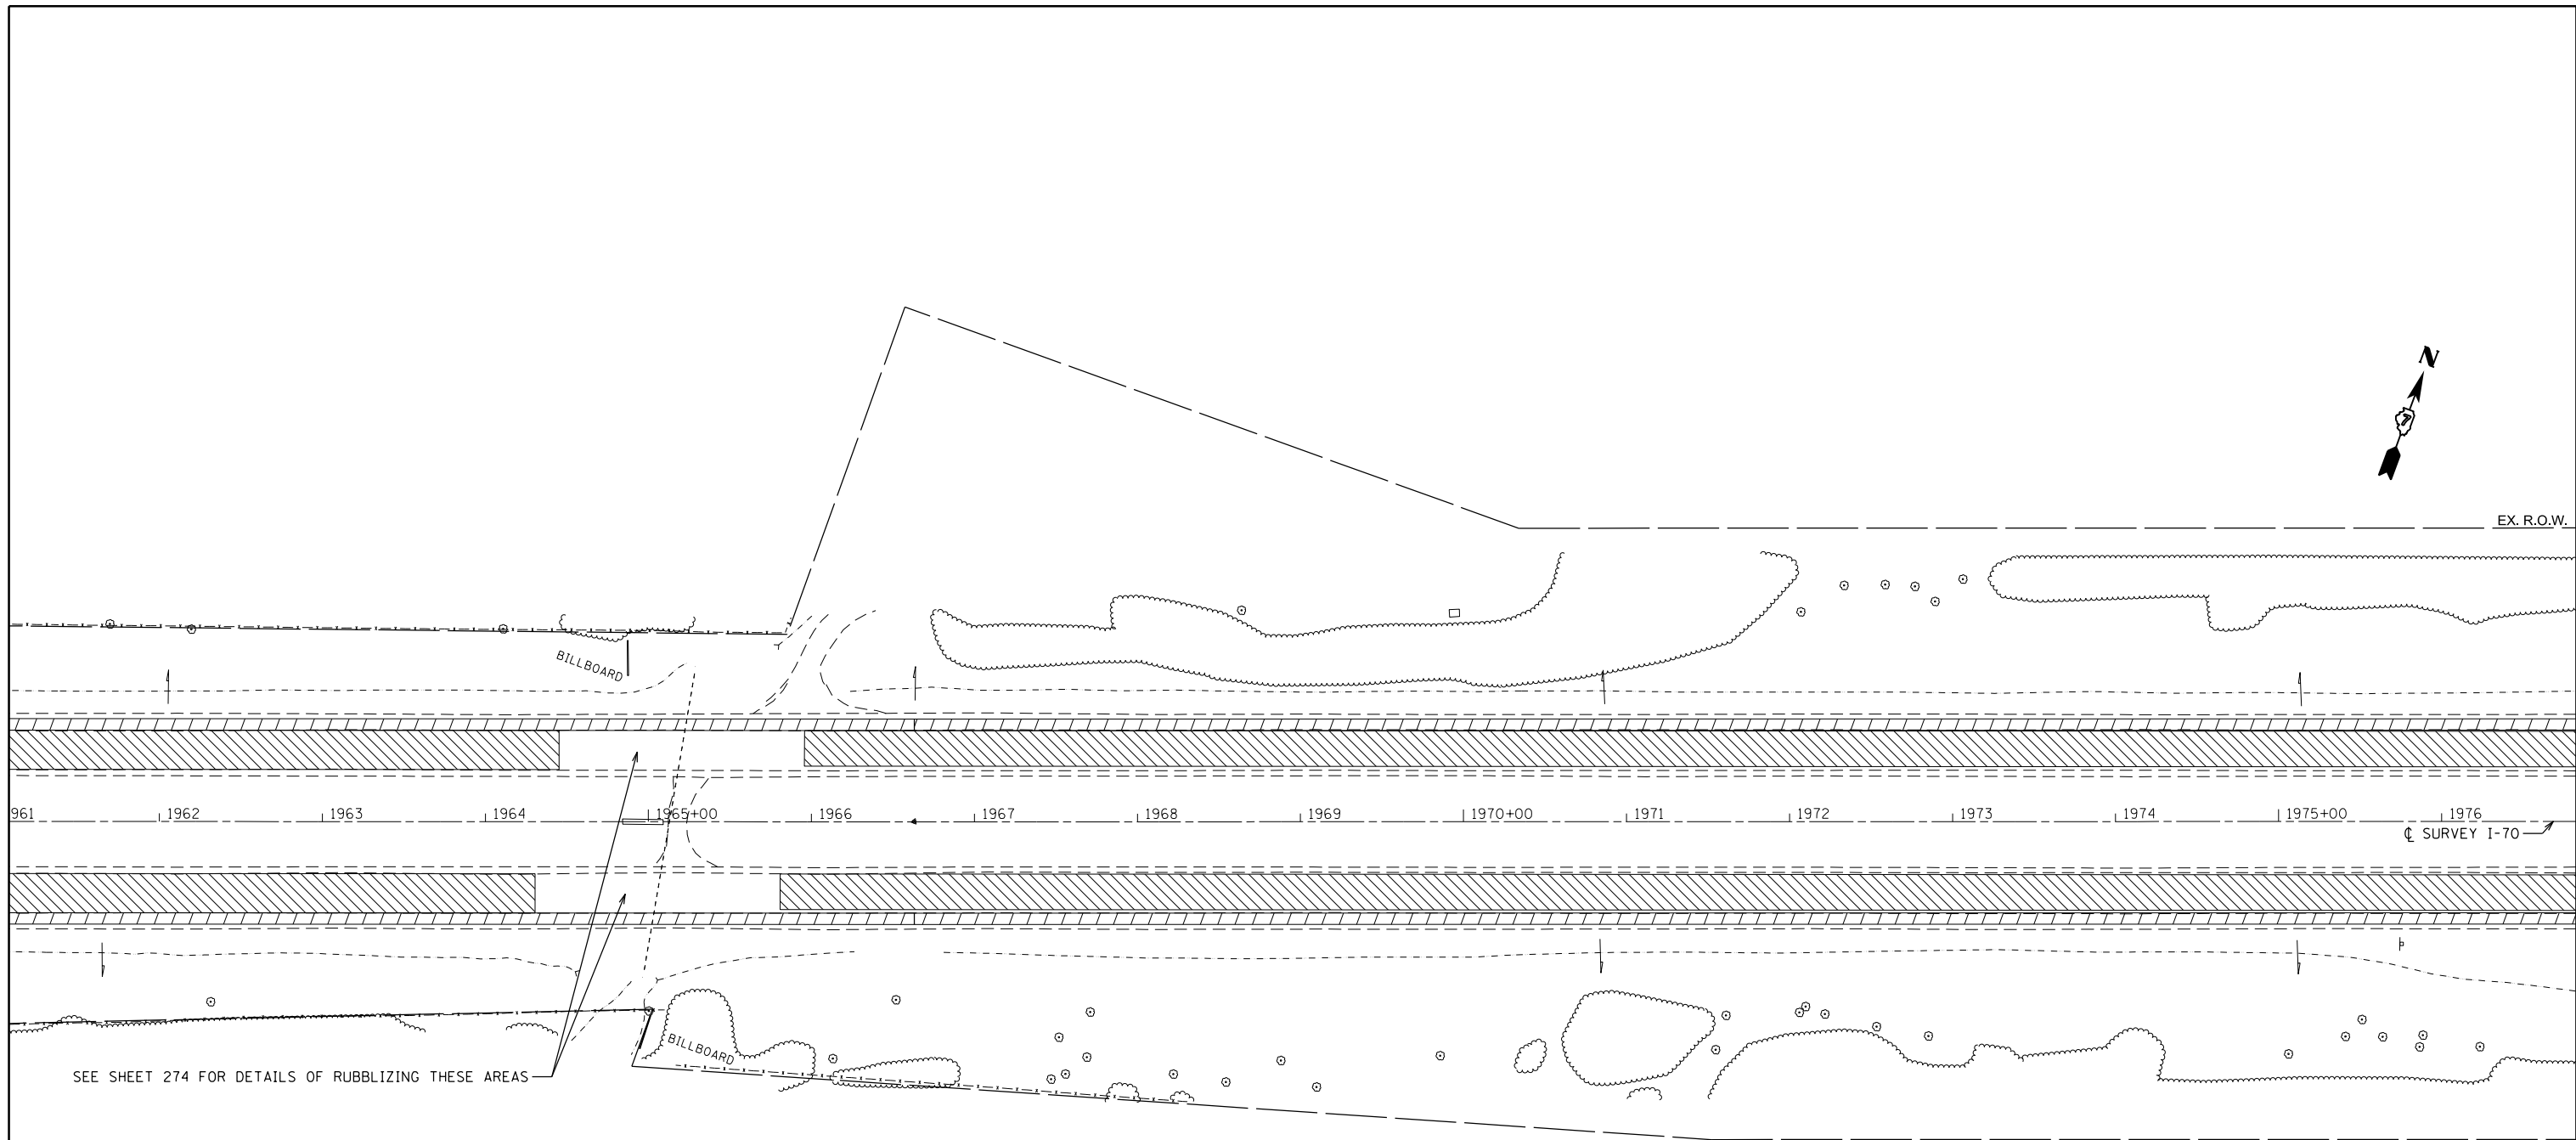 N
EX. R.O.W.
BILLBOARD
961 1962 1963 1964 1965+00 1966 1967 1968 1969 1970+00 1971 1972 1973 1974 1975+00 1976
℄ SURVEY I-70
BILLBOARD
SEE SHEET 274 FOR DETAILS OF RUBBLIZING THESE AREAS